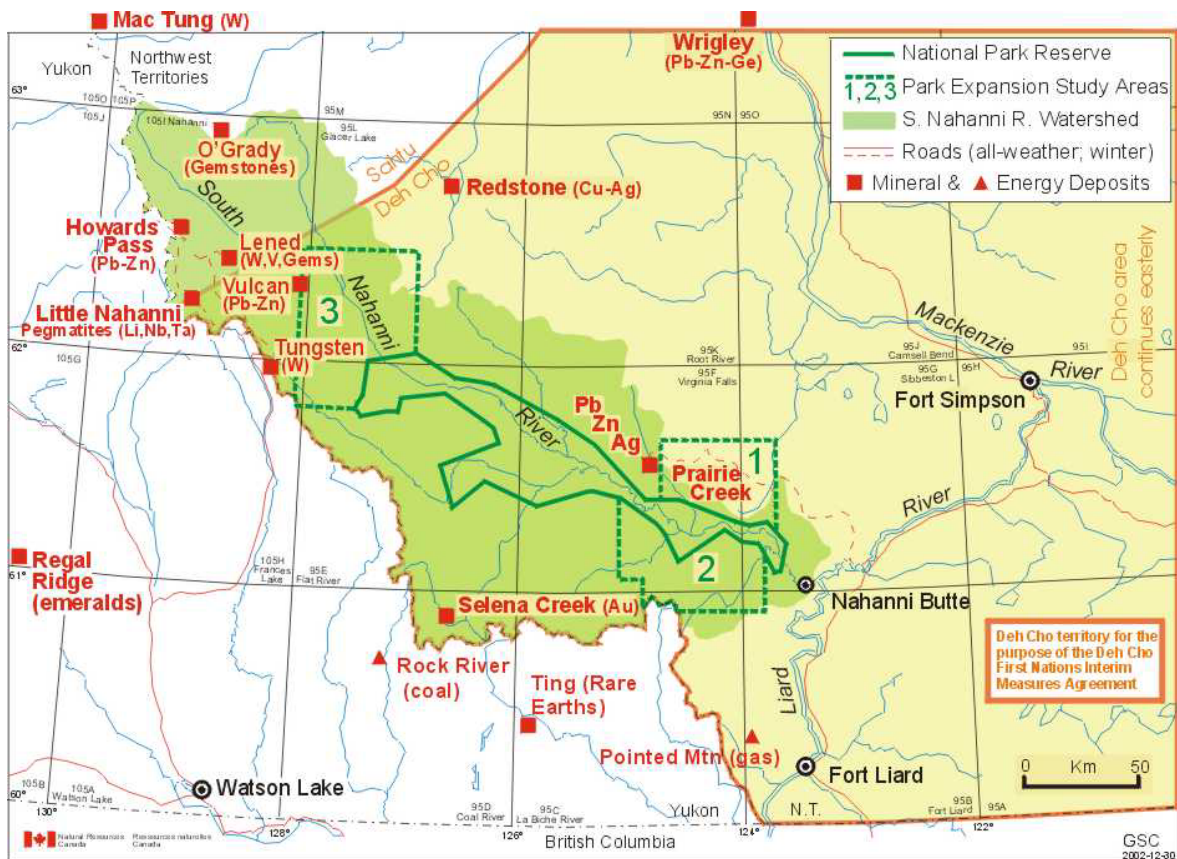 Mac Tung (W)
Wrigley
(Pb-Zn-Ge)
Yukon
Northwest
Territories
National Park Reserve
1,2,3 Park Expansion Study Areas
S. Nahanni R. Watershed
Roads (all-weather; winter)
Mineral & Energy Deposits
63°
105O 105P
105J
105I Nahanni
95M
95L
Glacier Lake
95N 95O
O'Grady
(Gemstones)
Sahtu
Deh Cho
Redstone (Cu-Ag)
South
Howards
Pass
(Pb-Zn)
Lened
(W,V,Gems)
Vulcan
(Pb-Zn)
3
Nahanni
Little Nahanni
Pegmatites (Li,Nb,Ta)
Deh Cho area
continues easterly
Mackenzie
River
62°
105G
Tungsten
(W)
95K
Root River
95F
Virginia Falls
95J
Camsell Bend
95G
Sibbeston L
95I
95H
Fort Simpson
River
Pb
Zn
Ag
Prairie
Creek
1
River
61°
Regal
Ridge
(emeralds)
105H
Frances
Lake
95E
Flat River
2
Nahanni Butte
Selena Creek (Au)
Rock River
(coal)
Ting (Rare
Earths)
Deh Cho territory for the
purpose of the Deh Cho
First Nations Interim
Measures Agreement
Liard
Pointed Mtn (gas)
Fort Liard
0 Km 50
Watson Lake
60°
105B
105A
Watson Lake
130°
128°
95D
Coal River
95C
La Biche River
126°
Yukon
124°
N.T.
95B
Fort Liard
95A
122°
British Columbia
Natural Resources
Canada
Ressources naturelles
Canada
GSC
2002-12-30